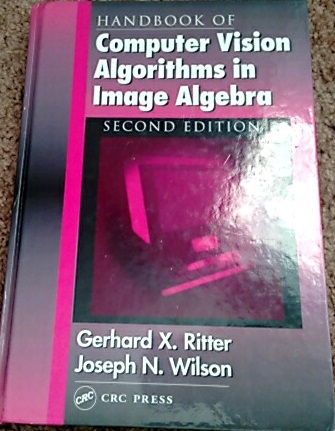 HANDBOOK OF
Computer Vision
Algorithms in
Image Algebra
SECOND EDITION
Gerhard X. Ritter
Joseph N. Wilson
CRC CRC PRESS